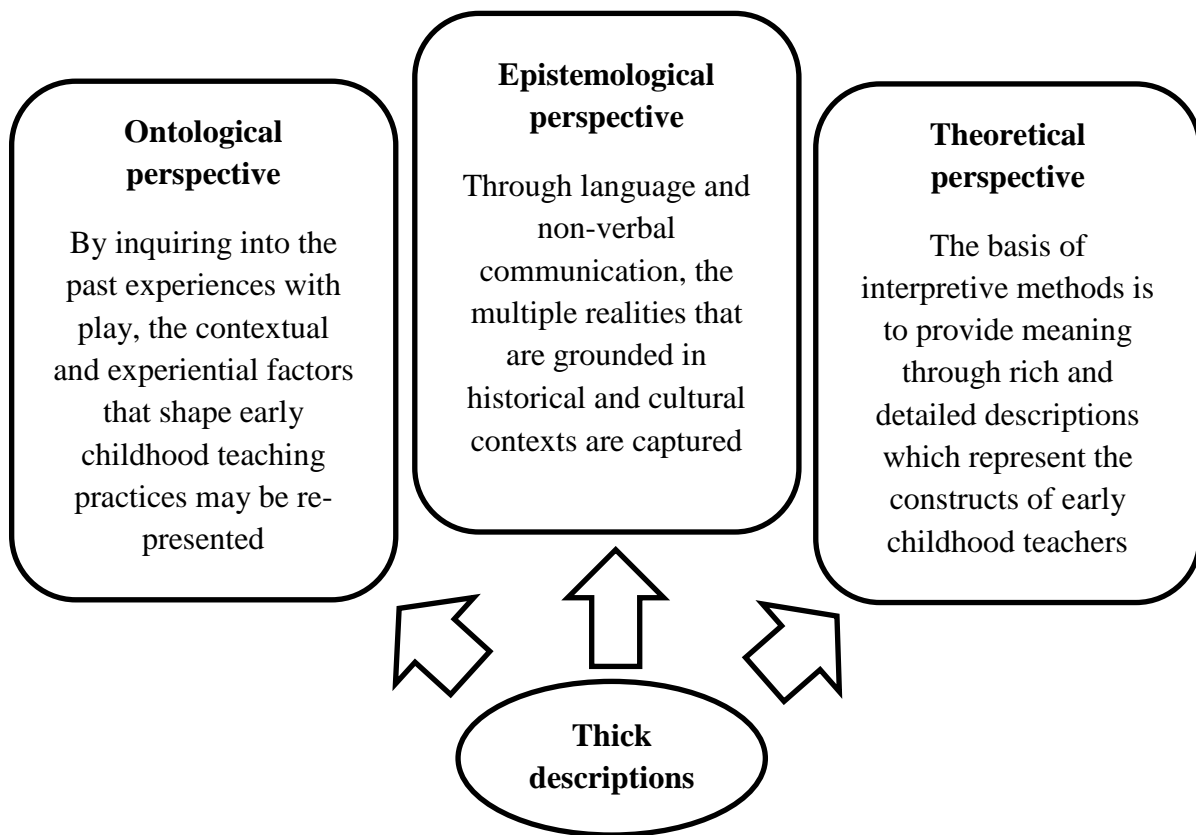 Ontological
perspective
By inquiring into the
past experiences with
play, the contextual
and experiential factors
that shape early
childhood teaching
practices may be re-
presented
Epistemological
perspective
Through language and
non-verbal
communication, the
multiple realities that
are grounded in
historical and cultural
contexts are captured
Theoretical
perspective
The basis of
interpretive methods is
to provide meaning
through rich and
detailed descriptions
which represent the
constructs of early
childhood teachers
Thick
descriptions